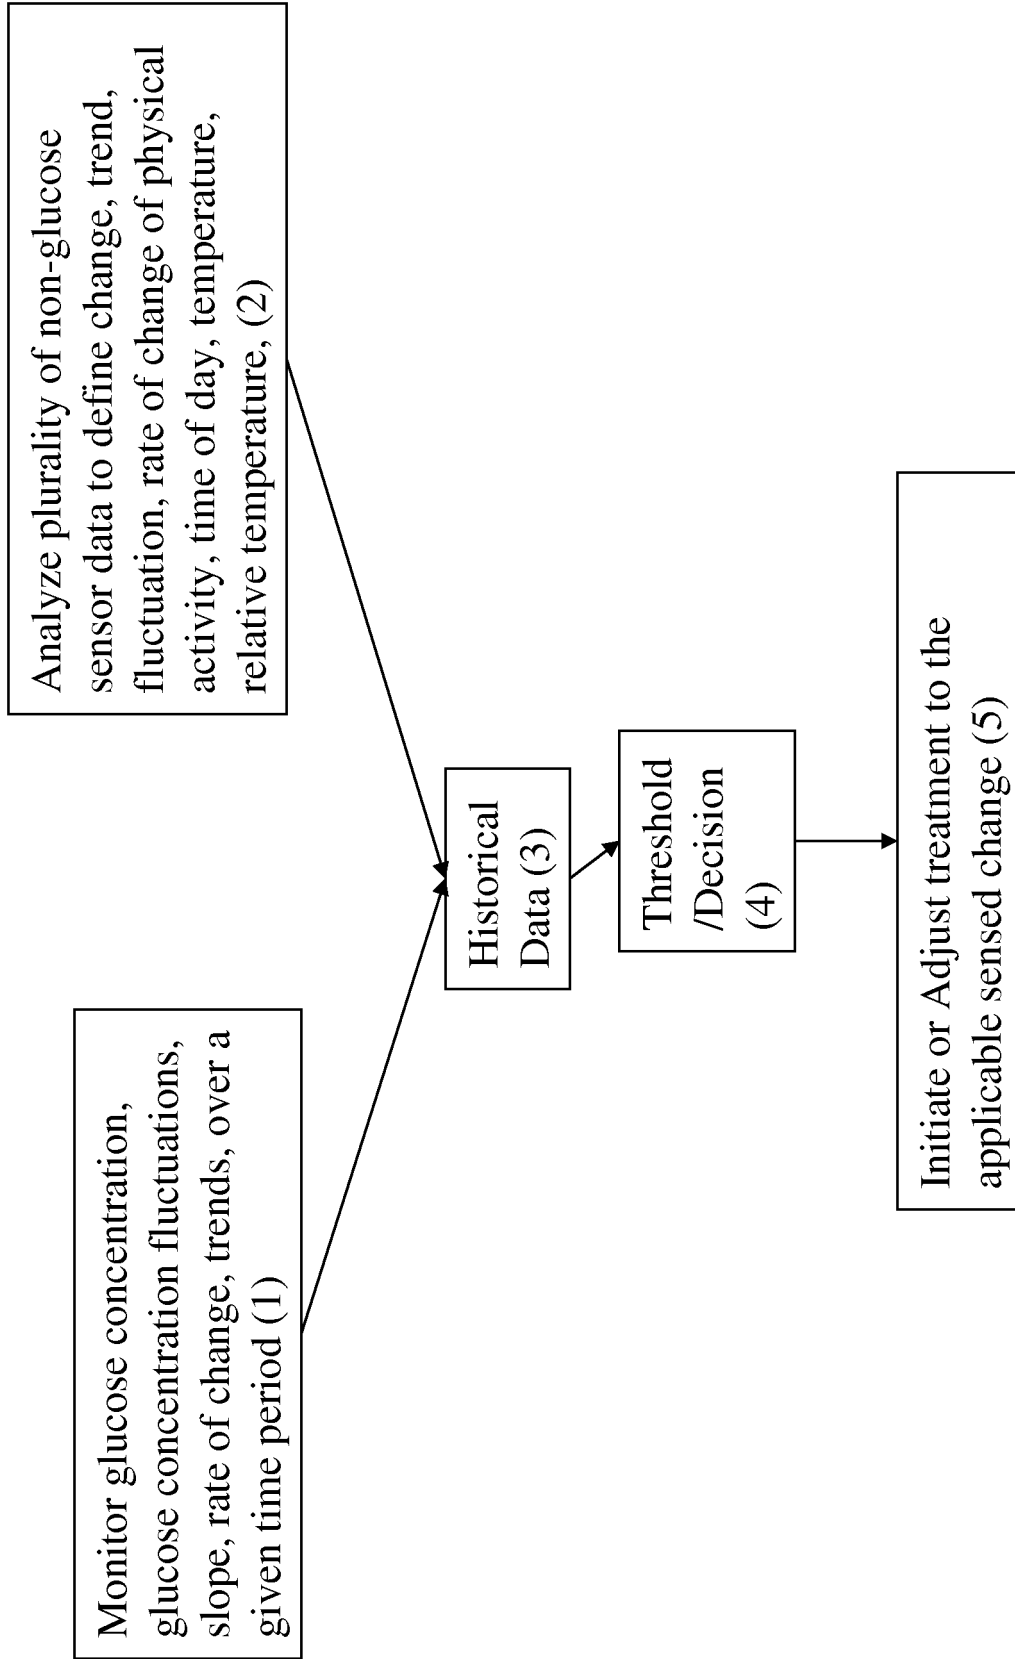 Monitor glucose concentration,
glucose concentration fluctuations,
slope, rate of change, trends, over a
given time period (1)
Analyze plurality of non-glucose
sensor data to define change, trend,
fluctuation, rate of change of physical
activity, time of day, temperature,
relative temperature, (2)
Historical
Data (3)
Threshold
/Decision
(4)
Initiate or Adjust treatment to the
applicable sensed change (5)